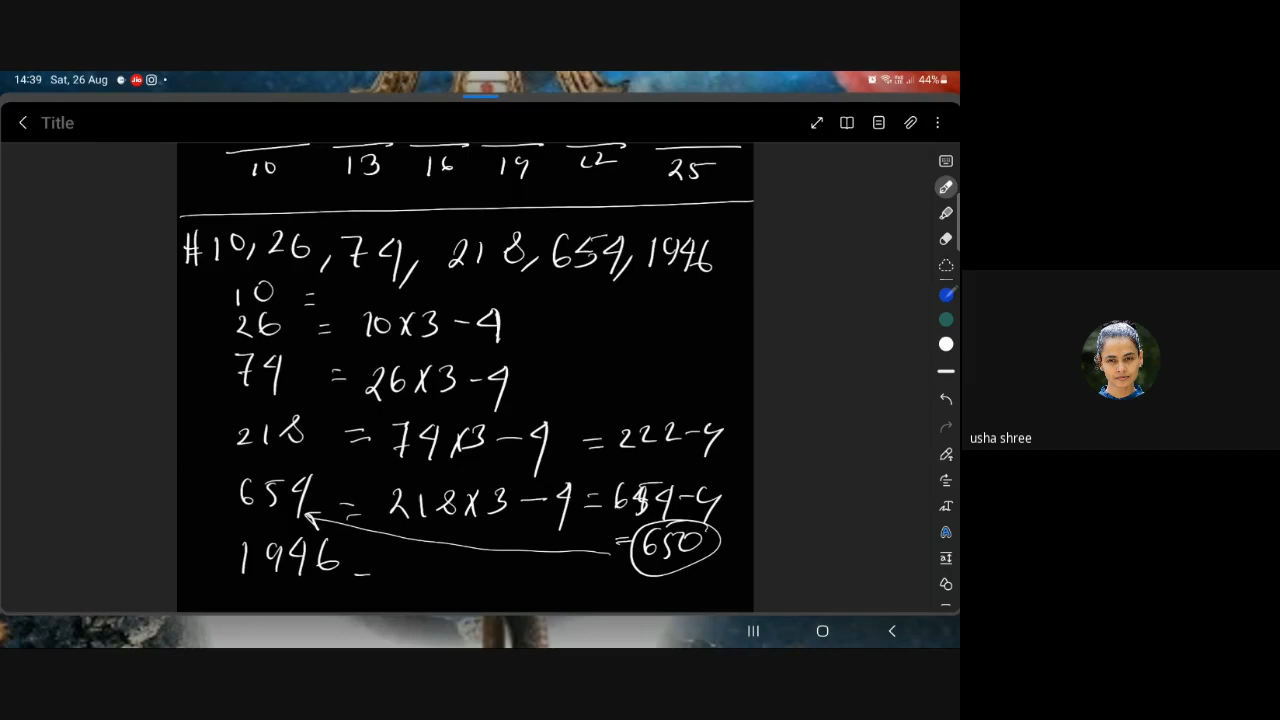 14:39 Sat, 26 Aug
44%
Title
10 13 16 19 22 25
# 10, 26, 74, 218, 654, 1946
10 =
26 = 10 x 3 - 4
74 = 26 x 3 - 4
218 = 74 x 3 - 4 = 222 - 4
654 = 218 x 3 - 4 = 654 - 4
= 650
1946 -
usha shree